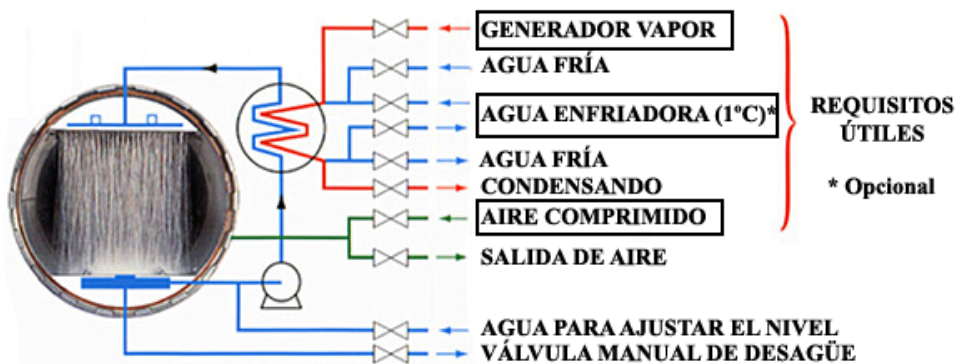 GENERADOR VAPOR
AGUA FRÍA
AGUA ENFRIADORA (1ºC)*
AGUA FRÍA
CONDENSANDO
AIRE COMPRIMIDO
SALIDA DE AIRE
AGUA PARA AJUSTAR EL NIVEL
VÁLVULA MANUAL DE DESAGÜE
REQUISITOS
ÚTILES
* Opcional